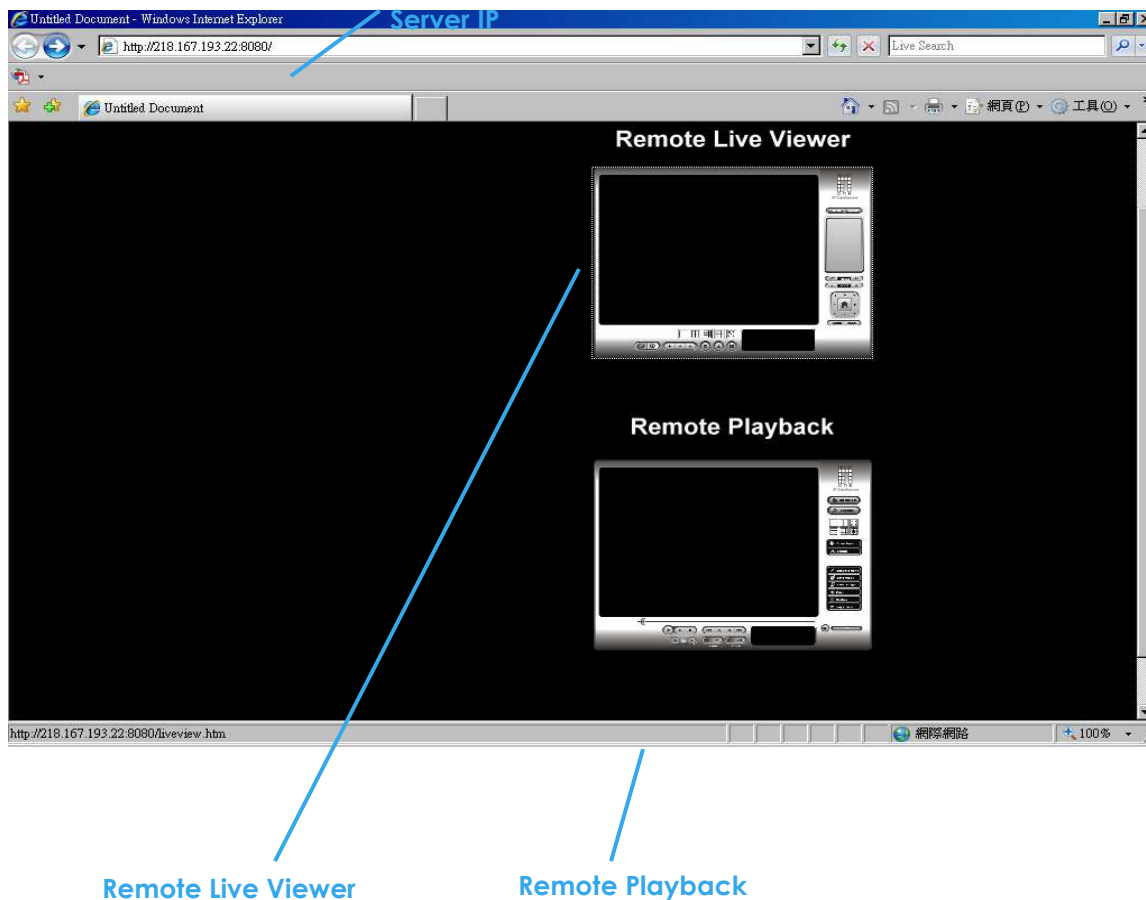 Untitled Document - Windows Internet Explorer
Server IP
http://218.167.193.22:8080/
Live Search
Untitled Document
網頁(P)
工具(O)
Remote Live Viewer
Remote Playback
http://218.167.193.22:8080/liveview.htm
網際網路
100%
Remote Live Viewer
Remote Playback